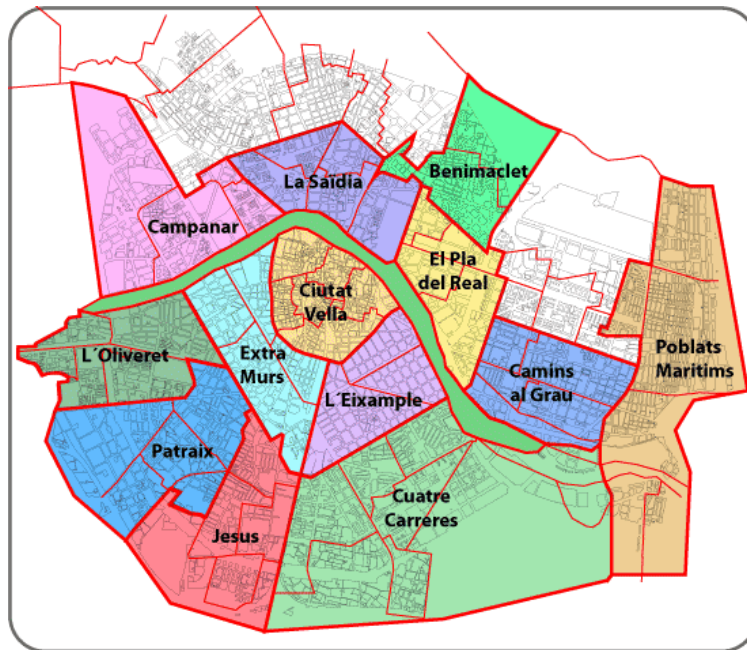 Benimaclet
La Saïdia
Campanar
El Pla
del Real
Ciutat
Vella
L´Oliveret
Extra
Murs
Poblats
Maritims
Camins
al Grau
L´Eixample
Patraix
Cuatre
Carreres
Jesus